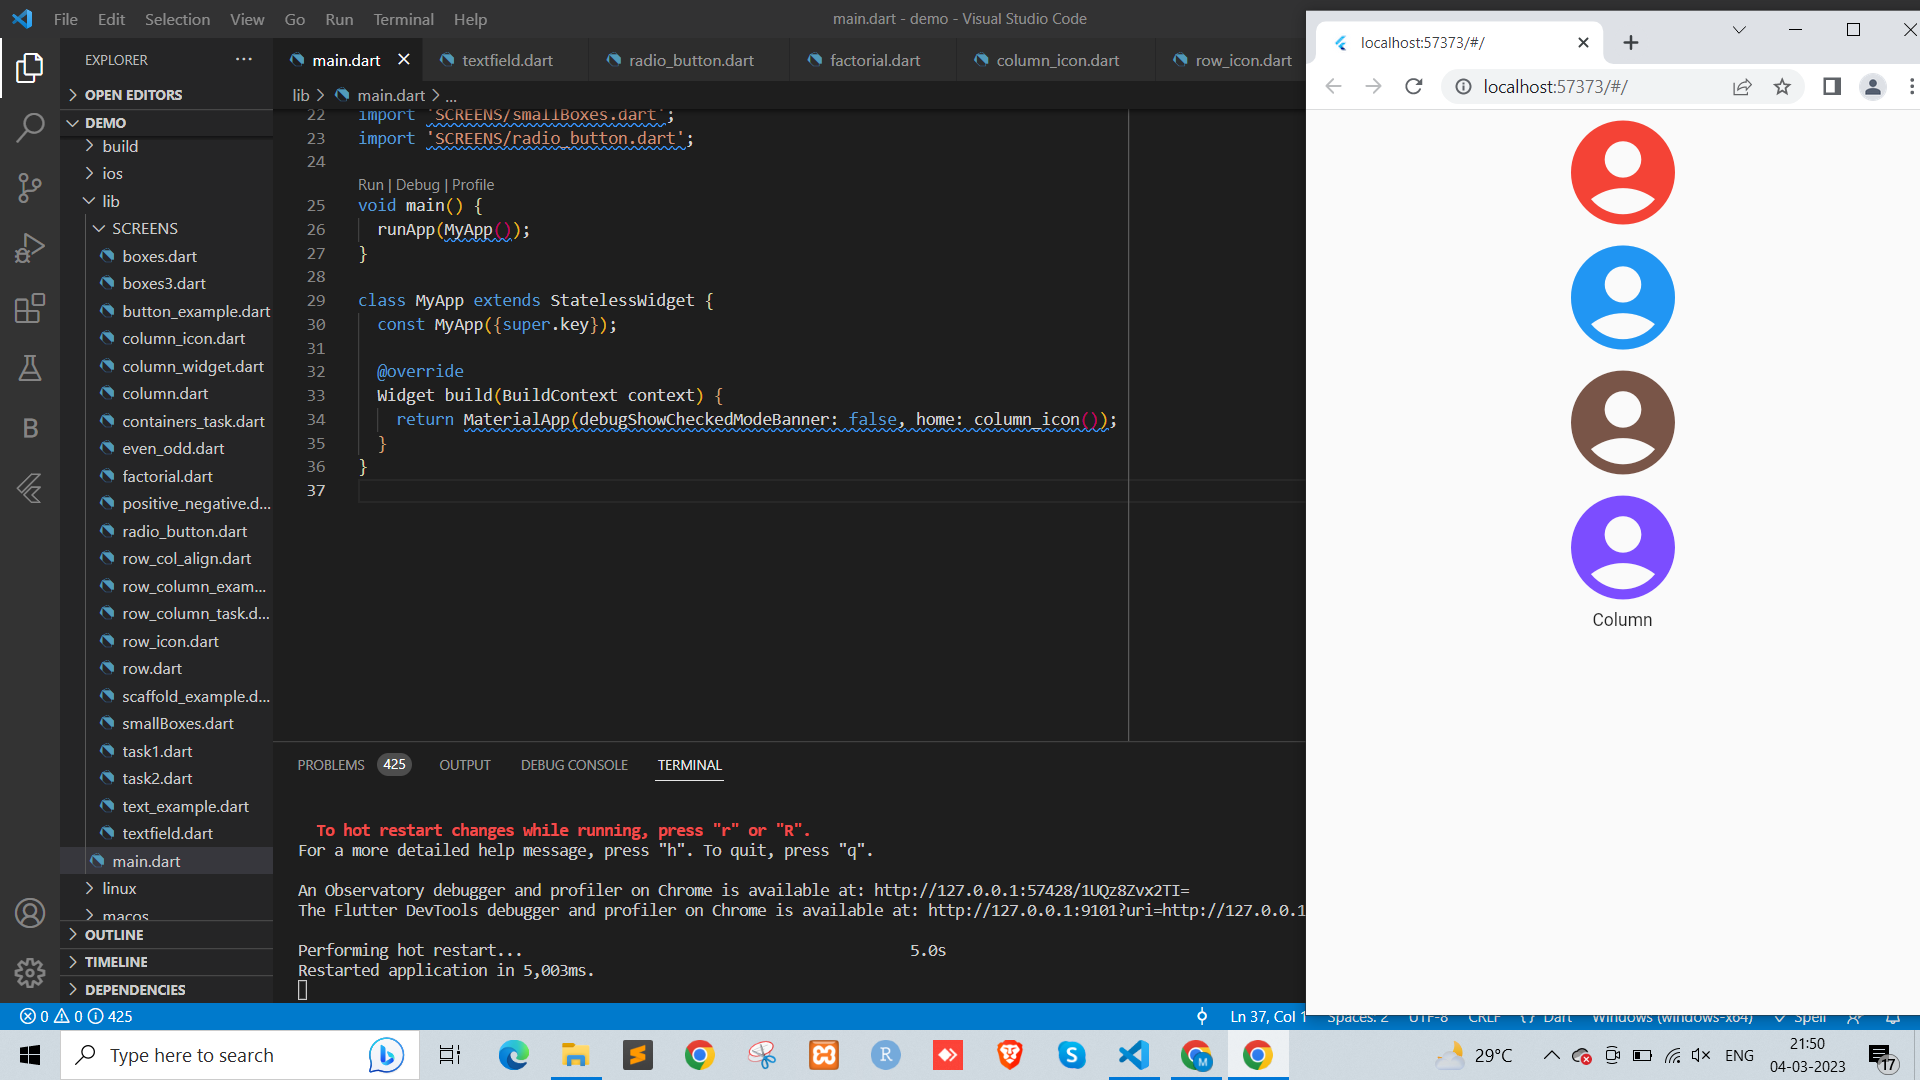 File Edit Selection View Go Run Terminal Help
main.dart - demo - Visual Studio Code
EXPLORER
OPEN EDITORS
DEMO
build
ios
lib
SCREENS
boxes.dart
boxes3.dart
button_example.dart
column_icon.dart
column_widget.dart
column.dart
containers_task.dart
even_odd.dart
factorial.dart
positive_negative.d...
radio_button.dart
row_col_align.dart
row_column_exam...
row_column_task.d...
row_icon.dart
row.dart
scaffold_example.d...
smallBoxes.dart
task1.dart
task2.dart
text_example.dart
textfield.dart
main.dart
linux
macos
OUTLINE
TIMELINE
DEPENDENCIES
main.dart textfield.dart radio_button.dart factorial.dart column_icon.dart row_icon.dart
lib > main.dart > ...
22 import 'SCREENS/smallBoxes.dart';
23 import 'SCREENS/radio_button.dart';
24
Run | Debug | Profile
25 void main() {
26 runApp(MyApp());
27 }
28
29 class MyApp extends StatelessWidget {
30 const MyApp({super.key});
31
32 @override
33 Widget build(BuildContext context) {
34 return MaterialApp(debugShowCheckedModeBanner: false, home: column_icon());
35 }
36 }
37
PROBLEMS 425 OUTPUT DEBUG CONSOLE TERMINAL
To hot restart changes while running, press "r" or "R".
For a more detailed help message, press "h". To quit, press "q".
An Observatory debugger and profiler on Chrome is available at: http://127.0.0.1:57428/1UQz8Zvx2TI=
The Flutter DevTools debugger and profiler on Chrome is available at: http://127.0.0.1:9101?uri=http://127.0.0.1
Performing hot restart... 5.0s
Restarted application in 5,003ms.
0 0 425
Ln 37, Col 1 Spaces: 2 UTF-8 CRLF {} Dart Windows (windows-x64) Spell
localhost:57373/#/
localhost:57373/#/
Column
Type here to search
B
R
M
29°C
ENG
21:50
04-03-2023
17